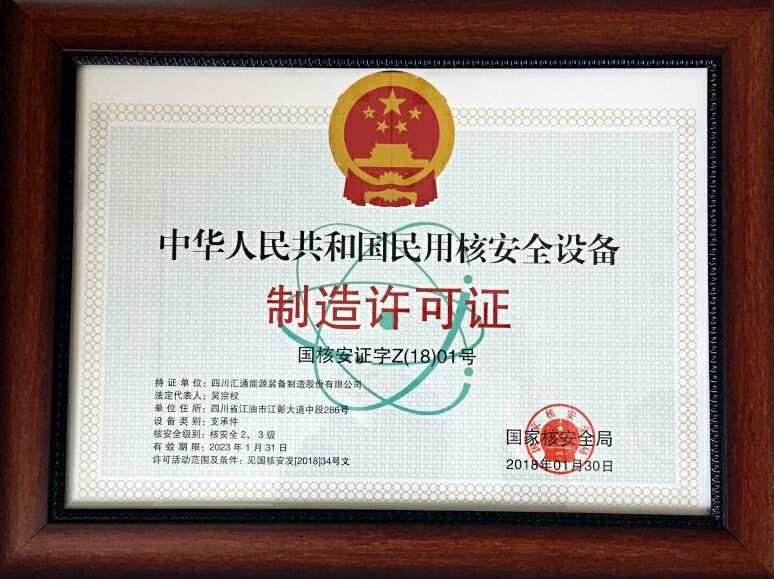 中华人民共和国民用核安全设备
制造许可证
国核安证字Z(18)01号
持证单位：四川汇通能源装备制造股份有限公司
法定代表人：吴宗权
单位住所：四川省江油市江彰大道中段286号
设备类别：支承件
核安全级别：核安全2、3级
有效期限：2023年1月31日
许可活动范围及条件：见国核安发[2018]34号文
国家核安全局
国家核安全局
2018年01月30日